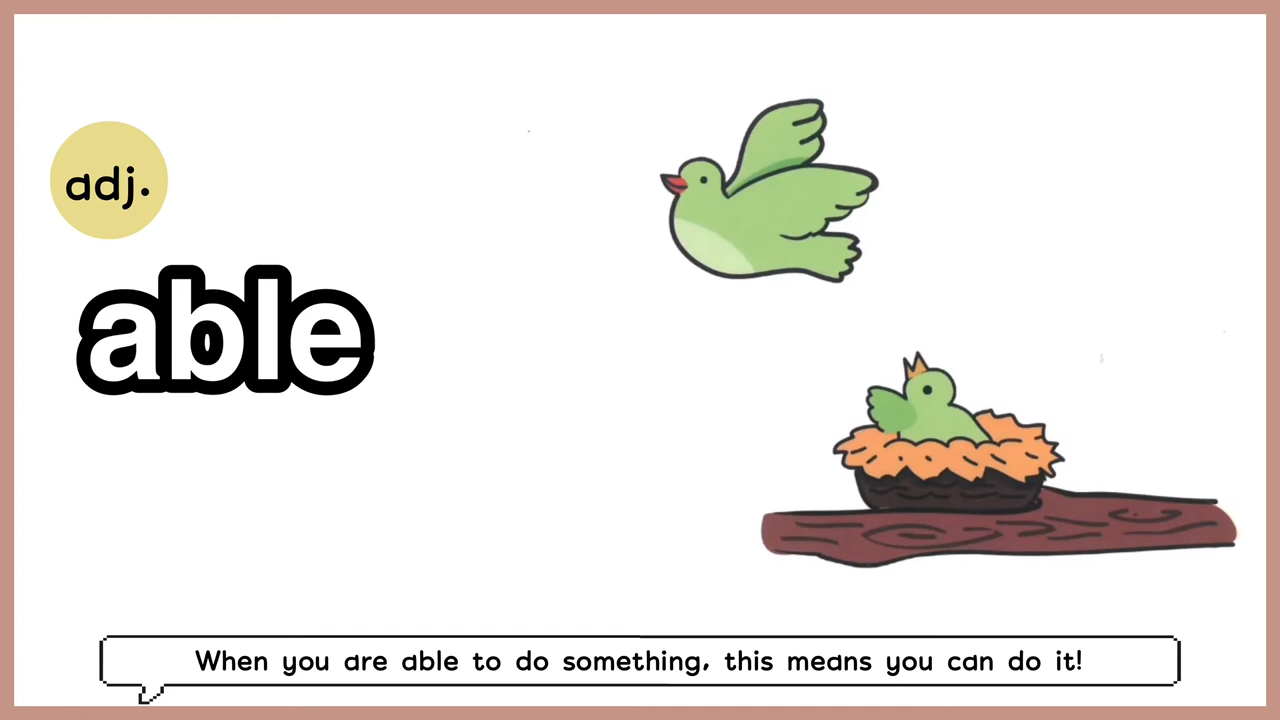 adj.
able
When you are able to do something, this means you can do it!